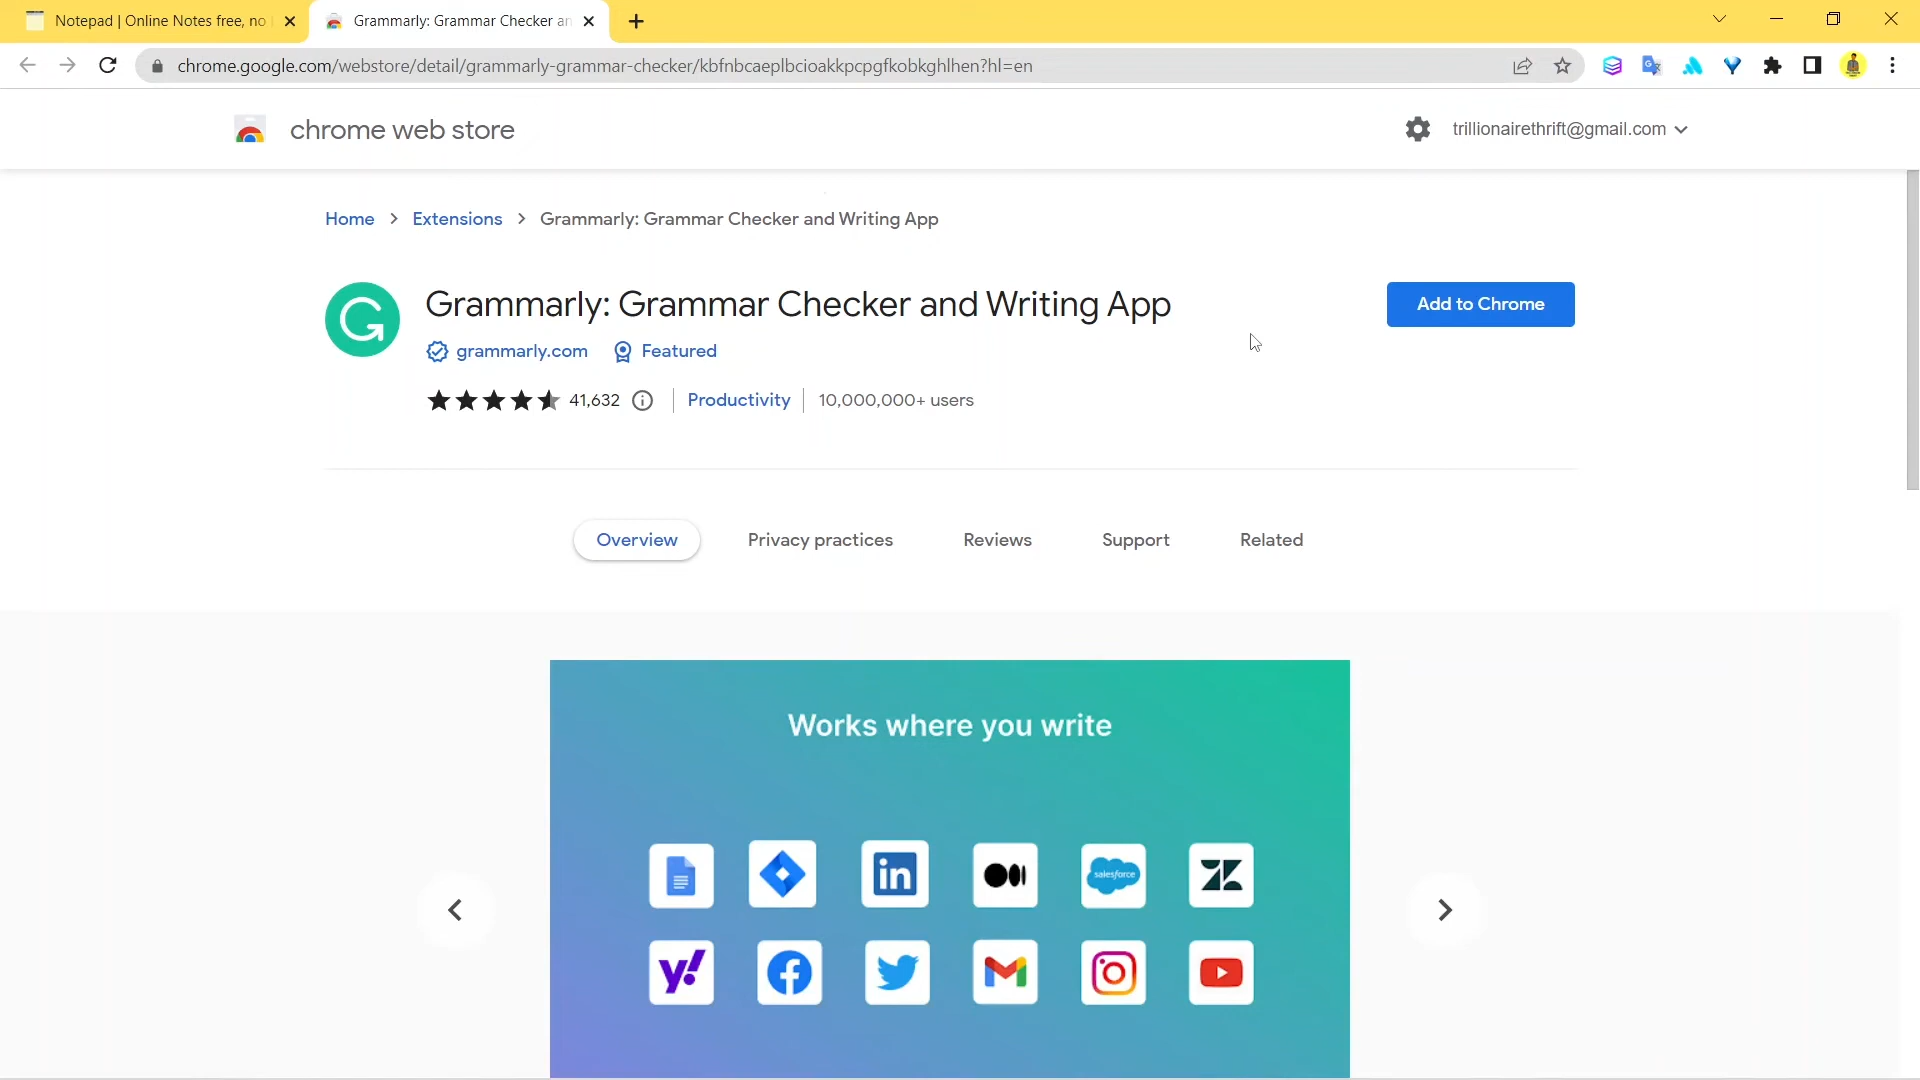 Notepad | Online Notes free, no
Grammarly: Grammar Checker an
chrome.google.com/webstore/detail/grammarly-grammar-checker/kbfnbcaeplbcioakkpcpgfkobkghlhen?hl=en
chrome web store
trillionairethrift@gmail.com
Home > Extensions > Grammarly: Grammar Checker and Writing App
Grammarly: Grammar Checker and Writing App
Add to Chrome
grammarly.com Featured
41,632 Productivity 10,000,000+ users
Overview Privacy practices Reviews Support Related
Works where you write
in
salesforce
y!